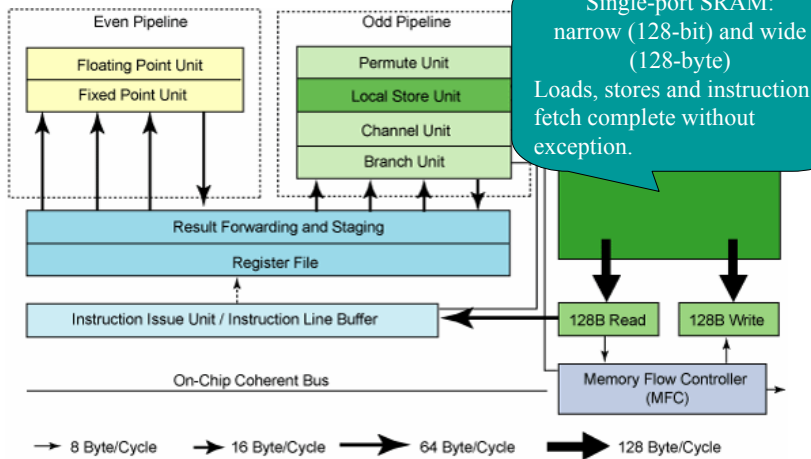 Even Pipeline
Odd Pipeline
Single-port SRAM:
narrow (128-bit) and wide
(128-byte)
Loads, stores and instruction
fetch complete without
exception.
Floating Point Unit
Fixed Point Unit
Permute Unit
Local Store Unit
Channel Unit
Branch Unit
Result Forwarding and Staging
Register File
Instruction Issue Unit / Instruction Line Buffer
128B Read
128B Write
On-Chip Coherent Bus
Memory Flow Controller
(MFC)
8 Byte/Cycle
16 Byte/Cycle
64 Byte/Cycle
128 Byte/Cycle